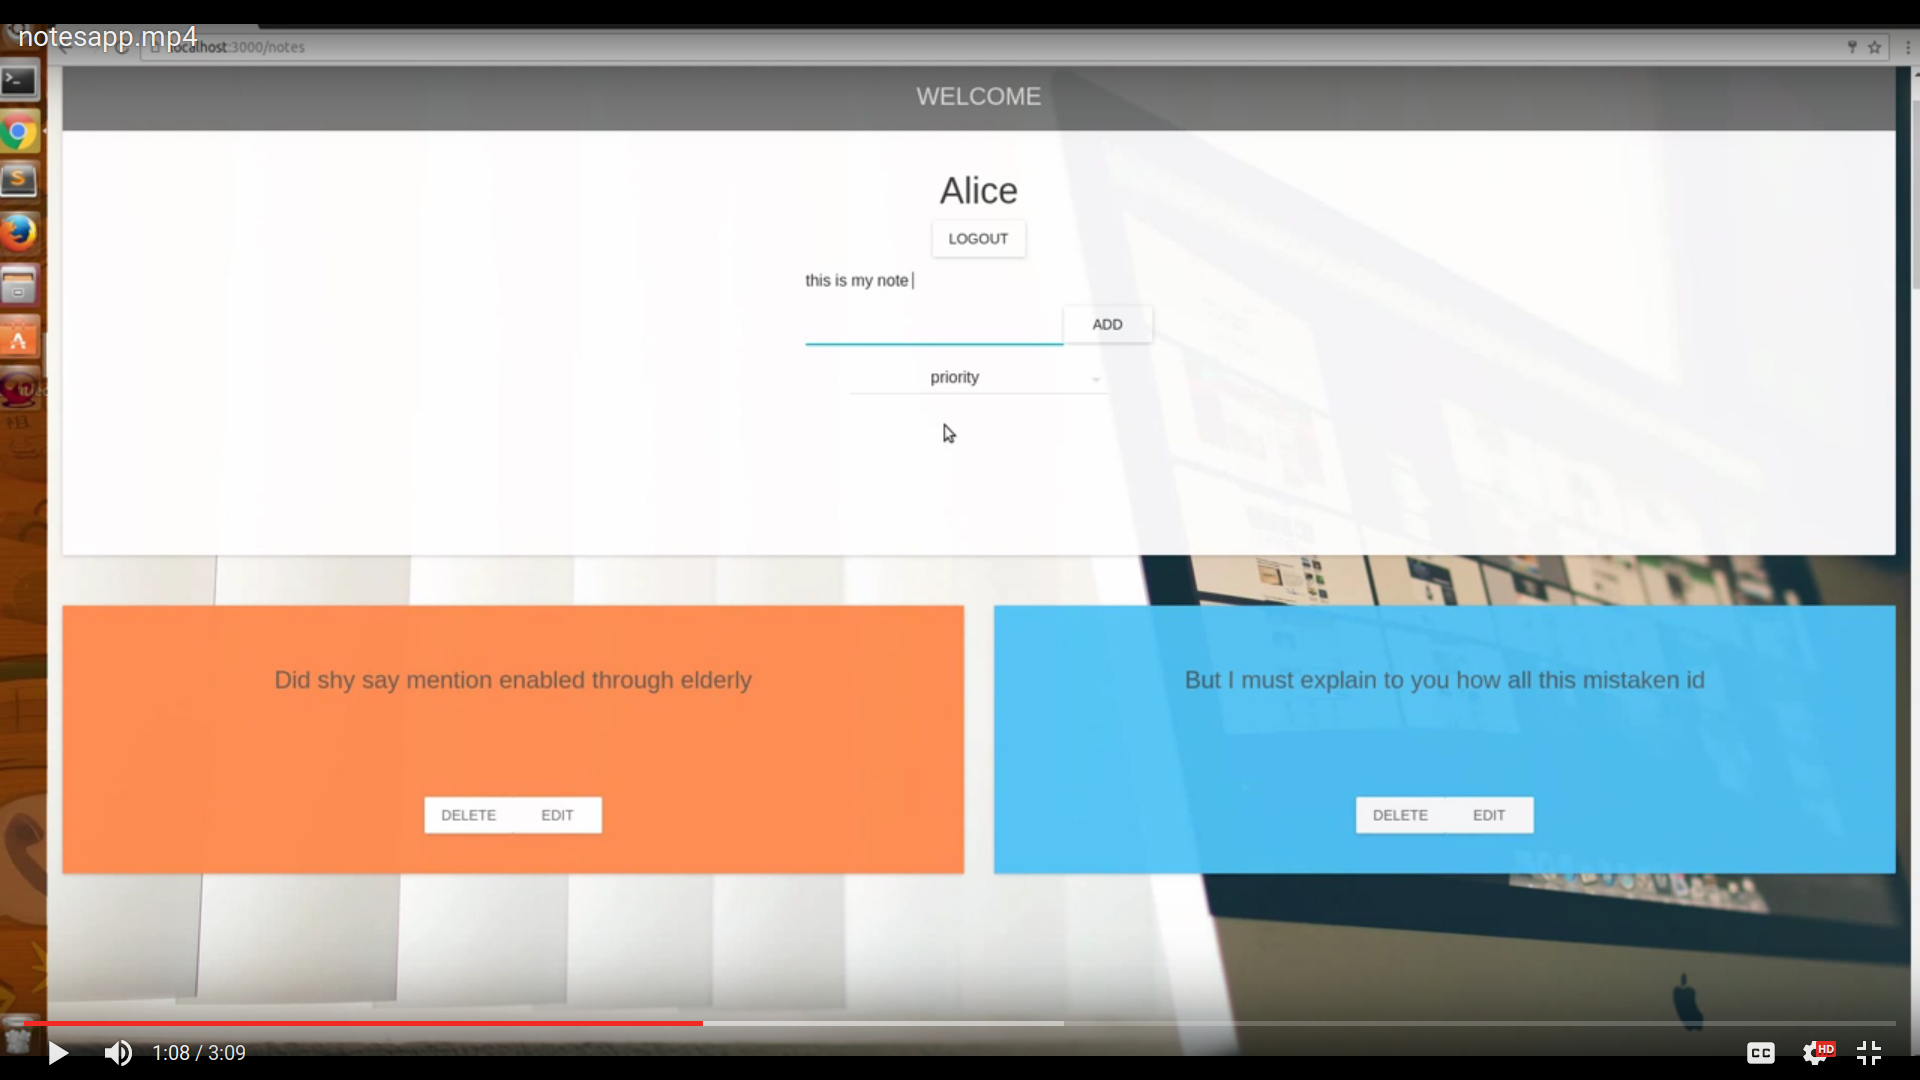 notesapp.mp4
localhost:3000/notes
WELCOME
Alice
LOGOUT
this is my note
ADD
priority
Did shy say mention enabled through elderly
But I must explain to you how all this mistaken id
DELETE EDIT
DELETE EDIT
1:08 / 3:09
CC
HD